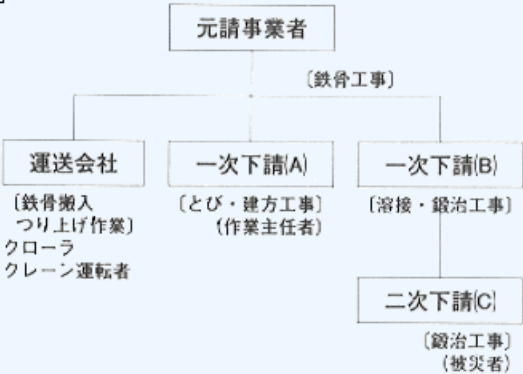 元請事業者
〔鉄骨工事〕
運送会社
一次下請(A)
一次下請(B)
〔鉄骨搬入
つり上げ作業〕
クローラ
クレーン運転者
〔とび・建方工事〕
(作業主任者)
〔溶接・鍛冶工事〕
二次下請(C)
〔鍛冶工事〕
(被災者)